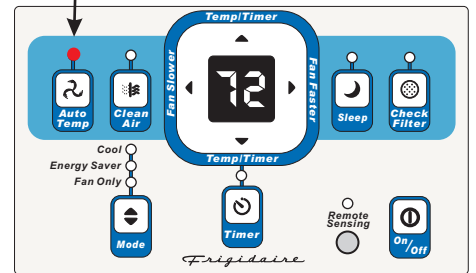 Temp/Timer
Fan Slower
72
Fan Faster
Auto
Temp
Clean
Air
Sleep
Check
Filter
Temp/Timer
Cool
Energy Saver
Fan Only
Mode
Timer
Remote
Sensing
On/Off
Frigidaire